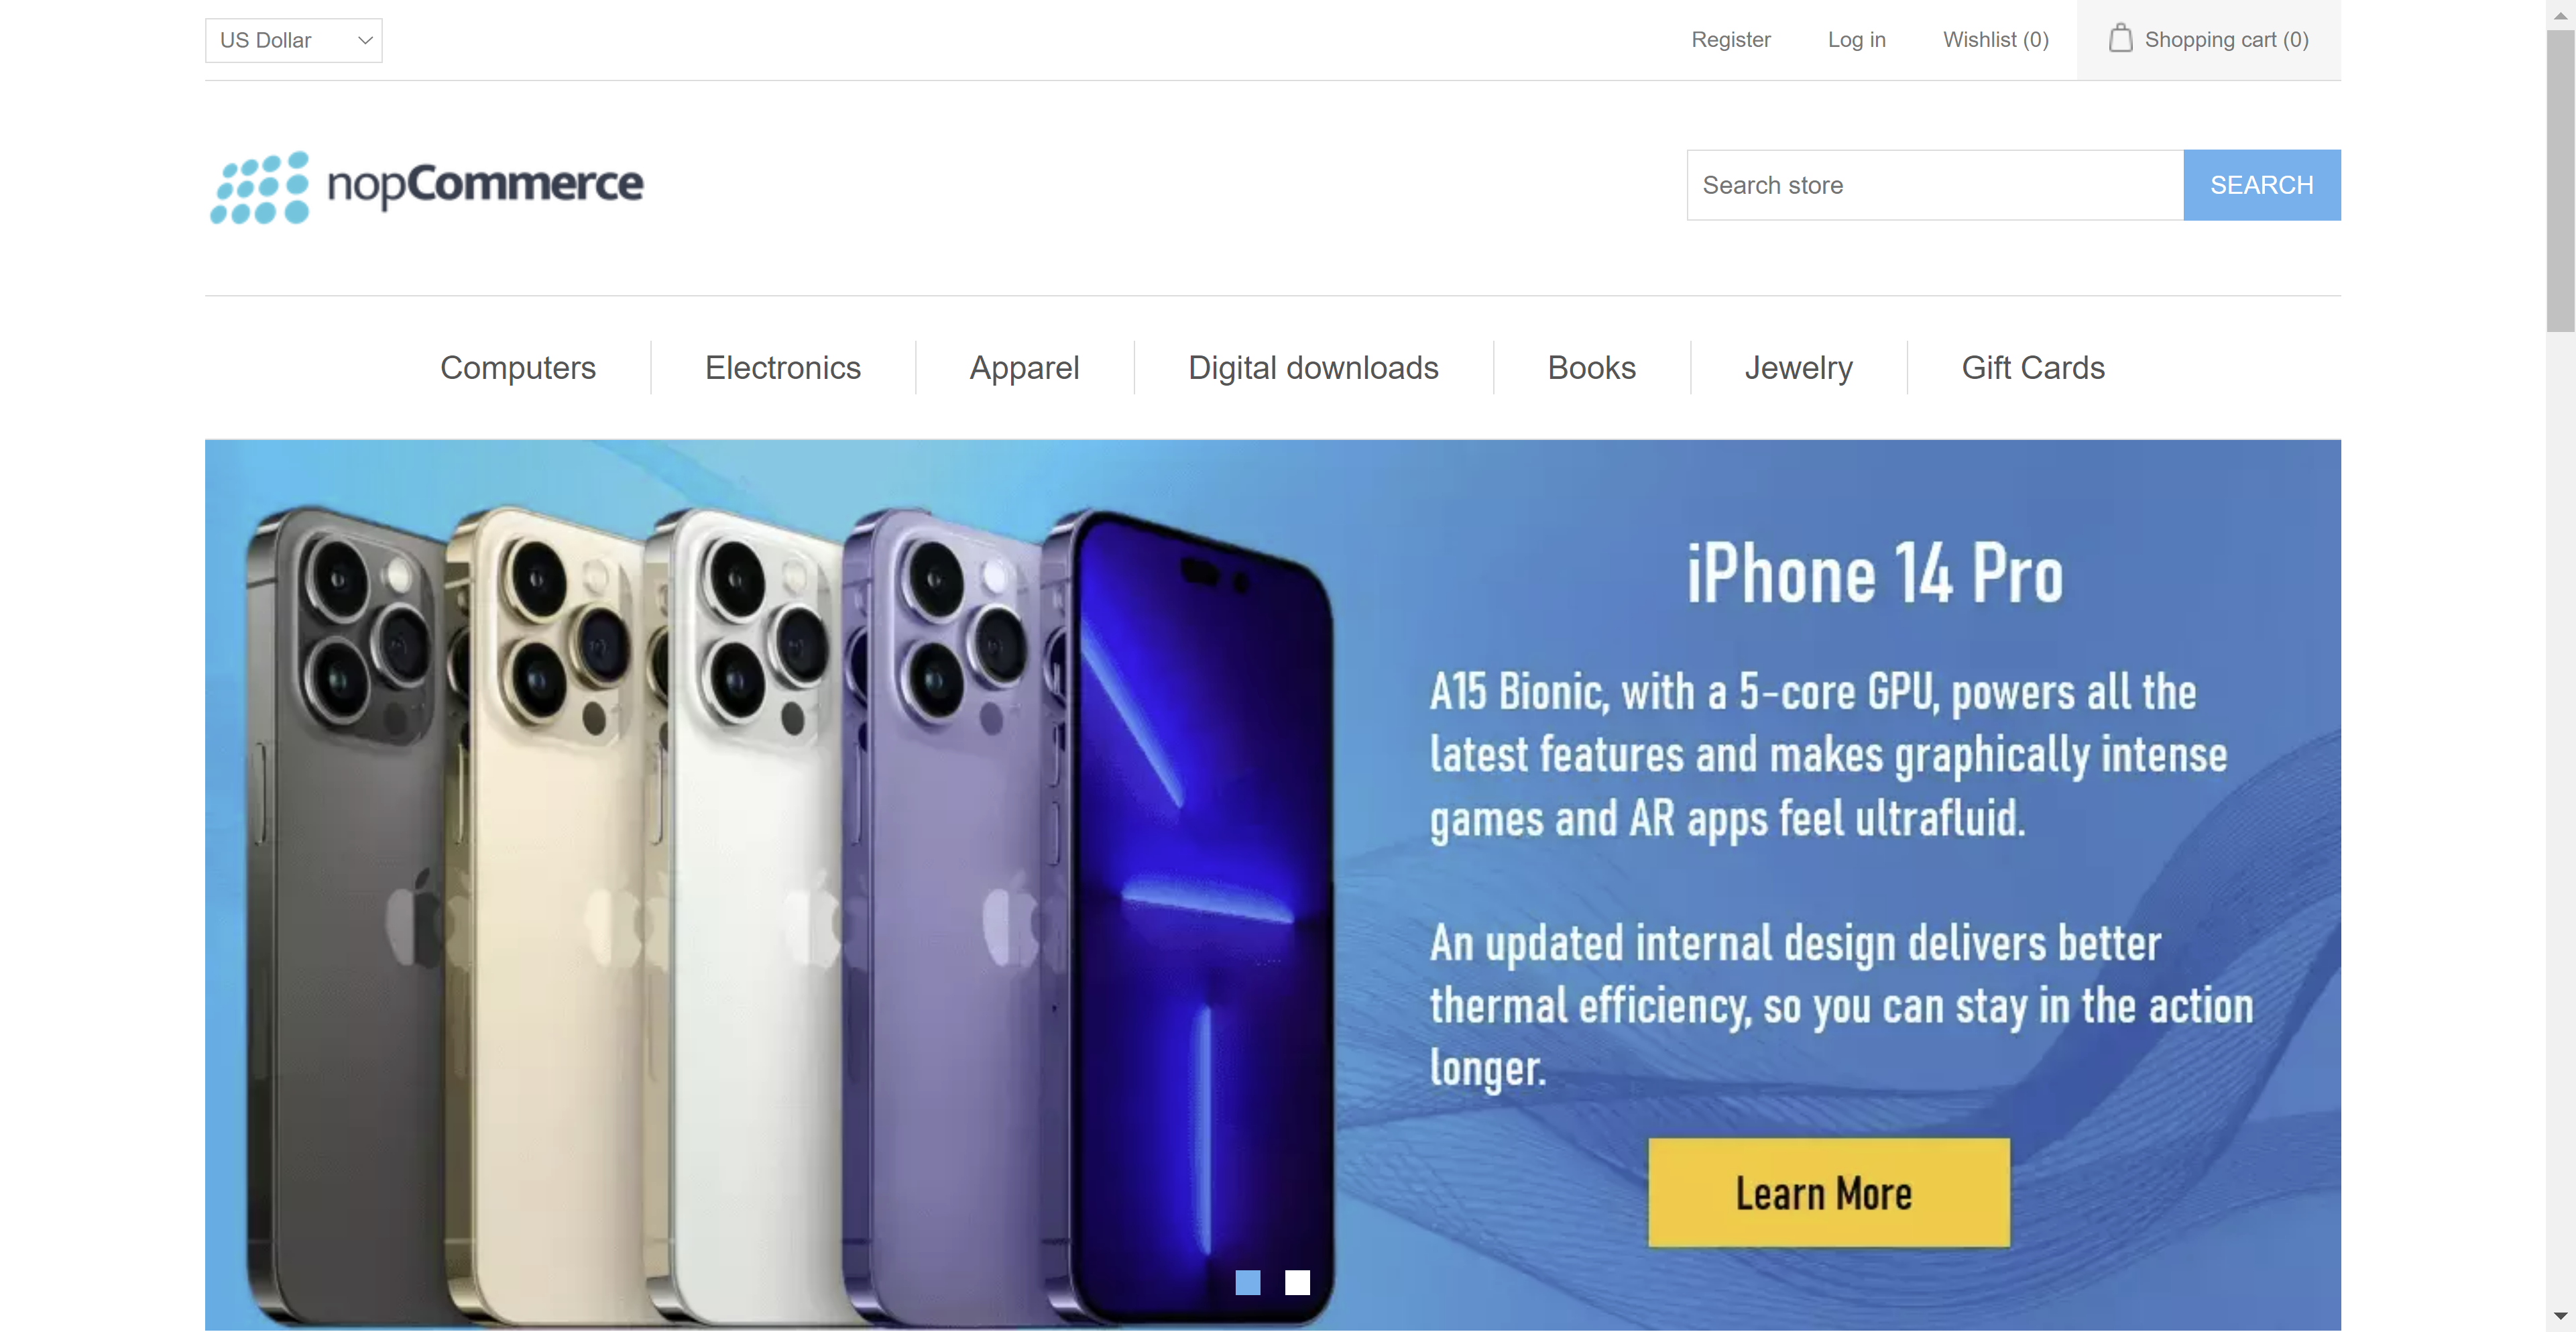 US Dollar
Register
Log in
Wishlist (0)
Shopping cart (0)
nopCommerce
Search store
SEARCH
Computers
Electronics
Apparel
Digital downloads
Books
Jewelry
Gift Cards
iPhone 14 Pro
A15 Bionic, with a 5-core GPU, powers all the
latest features and makes graphically intense
games and AR apps feel ultrafluid.
An updated internal design delivers better
thermal efficiency, so you can stay in the action
longer.
Learn More